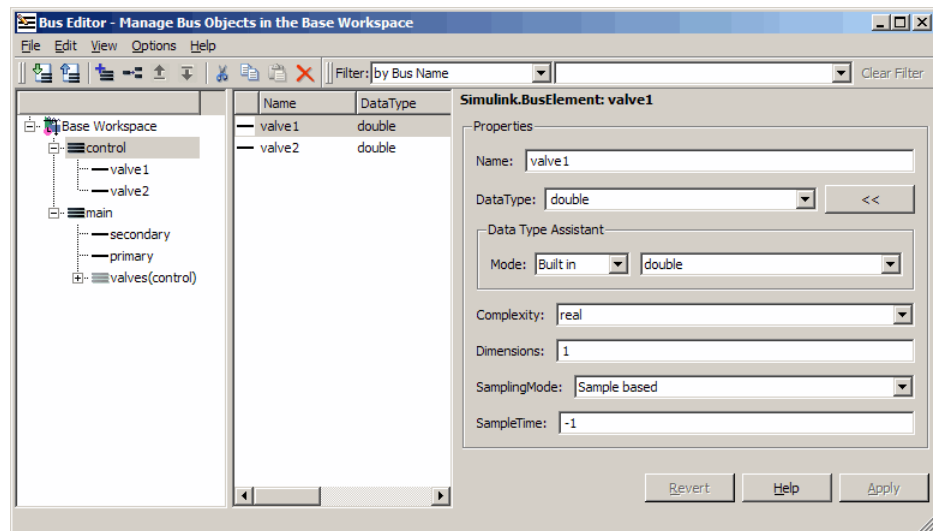 Bus Editor - Manage Bus Objects in the Base Workspace
File Edit View Options Help
Filter: by Bus Name Clear Filter
Base Workspace
control
valve1
valve2
main
secondary
primary
valves(control)
Name DataType
valve1 double
valve2 double
Simulink.BusElement: valve1
Properties
Name: valve1
DataType: double <<
Data Type Assistant
Mode: Built in double
Complexity: real
Dimensions: 1
SamplingMode: Sample based
SampleTime: -1
Revert Help Apply